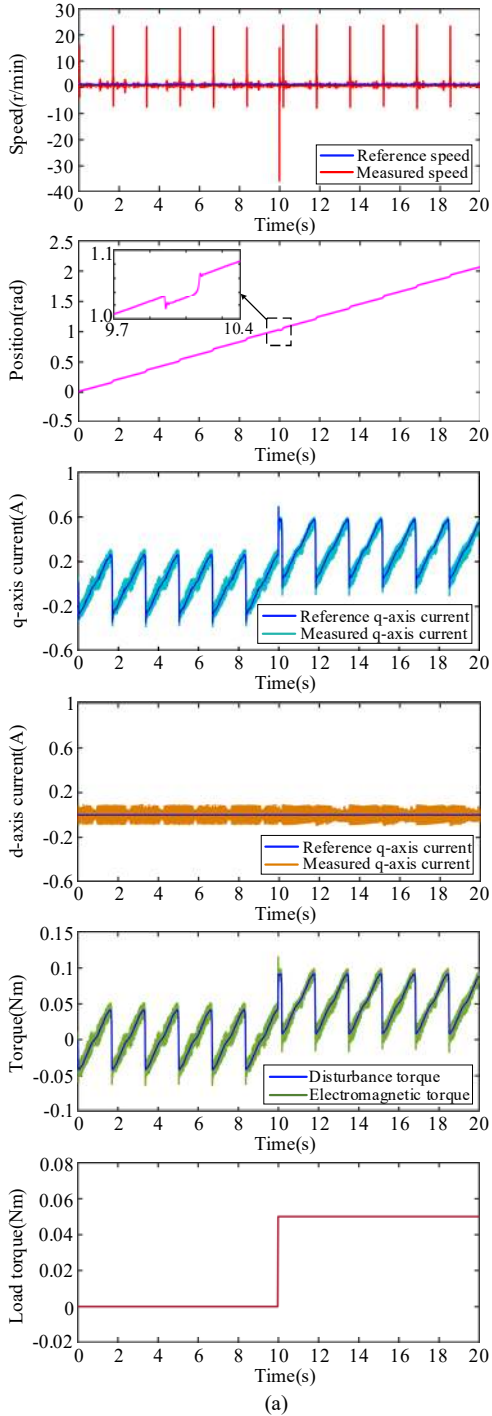 30
20
10
0
-10
-20
-30
-40
Speed(r/min)
Reference speed
Measured speed
0 2 4 6 8 10 12 14 16 18 20
Time(s)
2.5
2
1.5
1
0.5
0
-0.5
Position(rad)
1.1
1.0
9.7 10.4
0 2 4 6 8 10 12 14 16 18 20
Time(s)
1
0.6
0.2
-0.2
-0.6
q-axis current(A)
Reference q-axis current
Measured q-axis current
0 2 4 6 8 10 12 14 16 18 20
Time(s)
1
0.6
0.2
-0.2
-0.6
d-axis current(A)
Reference q-axis current
Measured q-axis current
0 2 4 6 8 10 12 14 16 18 20
Time(s)
0.15
0.1
0.05
0
-0.05
-0.1
Torque(Nm)
Disturbance torque
Electromagnetic torque
0 2 4 6 8 10 12 14 16 18 20
Time(s)
0.08
0.06
0.04
0.02
0
-0.02
Load torque(Nm)
0 2 4 6 8 10 12 14 16 18 20
Time(s)
(a)